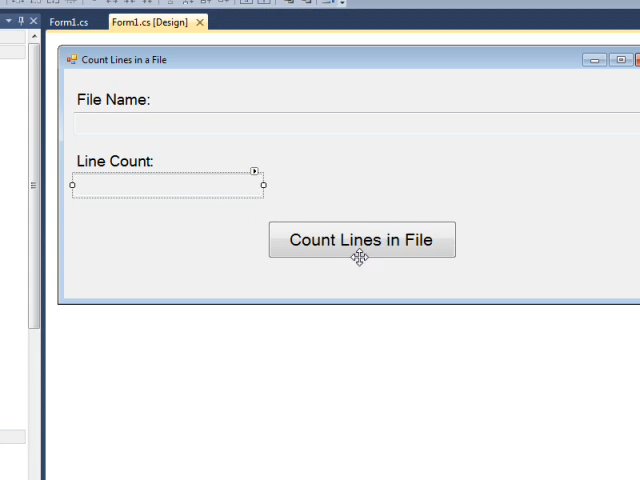 Form1.cs
Form1.cs [Design]
Count Lines in a File
File Name:
Line Count:
Count Lines in File